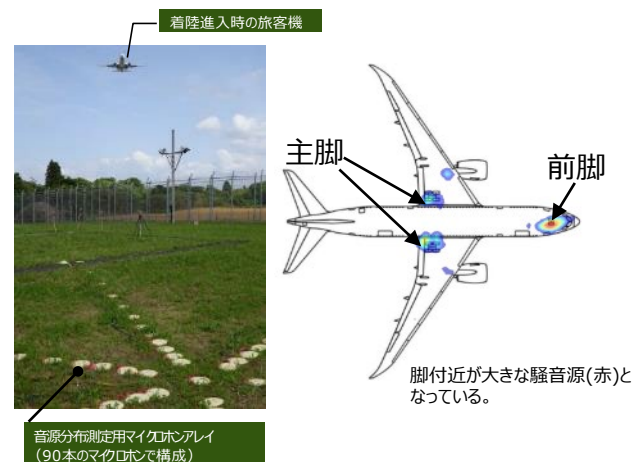 着陸進入時の旅客機
主脚
前脚
脚付近が大きな騒音源(赤)と
なっている。
音源分布測定用マイクロホンアレイ
（90本のマイクロホンで構成）